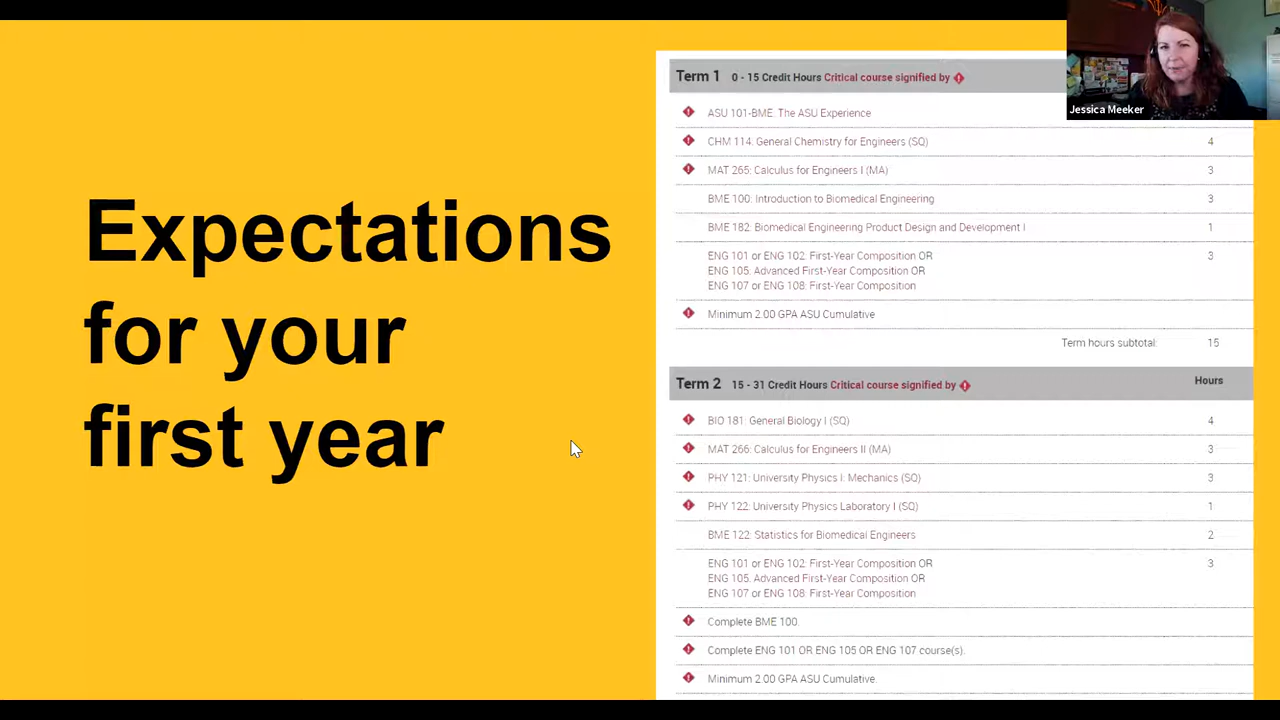 Expectations
for your
first year
Term 1 0 - 15 Credit Hours Critical course signified by
ASU 101-BME: The ASU Experience
CHM 114: General Chemistry for Engineers (SQ) 4
MAT 265: Calculus for Engineers I (MA) 3
BME 100: Introduction to Biomedical Engineering 3
BME 182: Biomedical Engineering Product Design and Development I 1
ENG 101 or ENG 102: First-Year Composition OR 3
ENG 105: Advanced First-Year Composition OR
ENG 107 or ENG 108: First-Year Composition
Minimum 2.00 GPA ASU Cumulative
Term hours subtotal: 15
Term 2 15 - 31 Credit Hours Critical course signified by Hours
BIO 181: General Biology I (SQ) 4
MAT 266: Calculus for Engineers II (MA) 3
PHY 121: University Physics I: Mechanics (SQ) 3
PHY 122: University Physics Laboratory I (SQ) 1
BME 122: Statistics for Biomedical Engineers 2
ENG 101 or ENG 102: First-Year Composition OR 3
ENG 105: Advanced First-Year Composition OR
ENG 107 or ENG 108: First-Year Composition
Complete BME 100.
Complete ENG 101 OR ENG 105 OR ENG 107 course(s).
Minimum 2.00 GPA ASU Cumulative.
Jessica Meeker